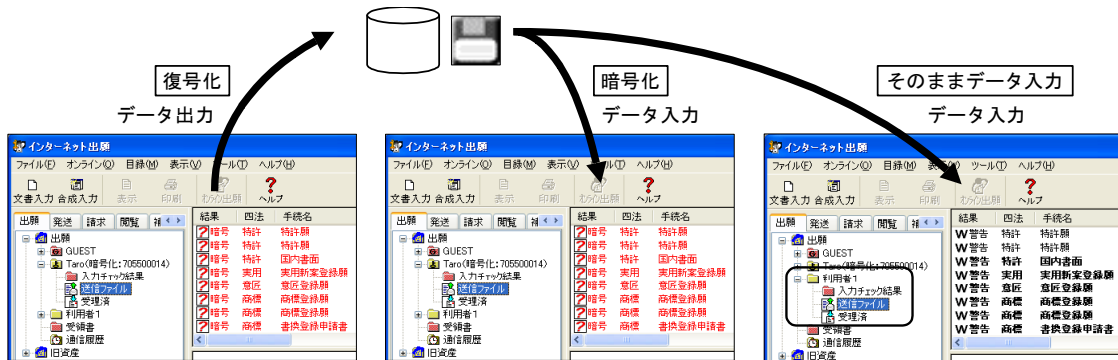 復号化
データ出力
暗号化
データ入力
そのままデータ入力
データ入力
インターネット出願
ファイル(F) オンライン(O) 目録(M) 表示(V) ツール(T) ヘルプ(H)
文書入力 合成入力 表示 印刷 オンライン出願 ヘルプ
出願 発送 請求 閲覧 補
出願
GUEST
Taro(暗号化:705500014)
入力チェック結果
送信ファイル
受理済
利用者1
受領書
通信履歴
旧資産
結果 四法 手続名
暗号 特許 特許願
暗号 特許 特許願
暗号 特許 国内書面
暗号 実用 実用新案登録願
暗号 意匠 意匠登録願
暗号 商標 商標登録願
暗号 商標 商標登録願
暗号 商標 書換登録申請書
インターネット出願
ファイル(F) オンライン(O) 目録(M) 表示(V) ツール(T) ヘルプ(H)
文書入力 合成入力 表示 印刷 オンライン出願 ヘルプ
出願 発送 請求 閲覧 補
出願
GUEST
Taro(暗号化:705500014)
入力チェック結果
送信ファイル
受理済
利用者1
受領書
通信履歴
旧資産
結果 四法 手続名
暗号 特許 特許願
暗号 特許 特許願
暗号 特許 国内書面
暗号 実用 実用新案登録願
暗号 意匠 意匠登録願
暗号 商標 商標登録願
暗号 商標 商標登録願
暗号 商標 書換登録申請書
インターネット出願
ファイル(F) オンライン(O) 目録(M) 表示(V) ツール(T) ヘルプ(H)
文書入力 合成入力 表示 印刷 オンライン出願 ヘルプ
出願 発送 請求 閲覧 補
出願
GUEST
Taro(暗号化:705500014)
利用者1
入力チェック結果
送信ファイル
受理済
受領書
通信履歴
旧資産
結果 四法 手続名
W警告 特許 特許願
W警告 特許 特許願
W警告 特許 国内書面
W警告 実用 実用新案登録願
W警告 意匠 意匠登録願
W警告 商標 商標登録願
W警告 商標 商標登録願
W警告 商標 書換登録申請書